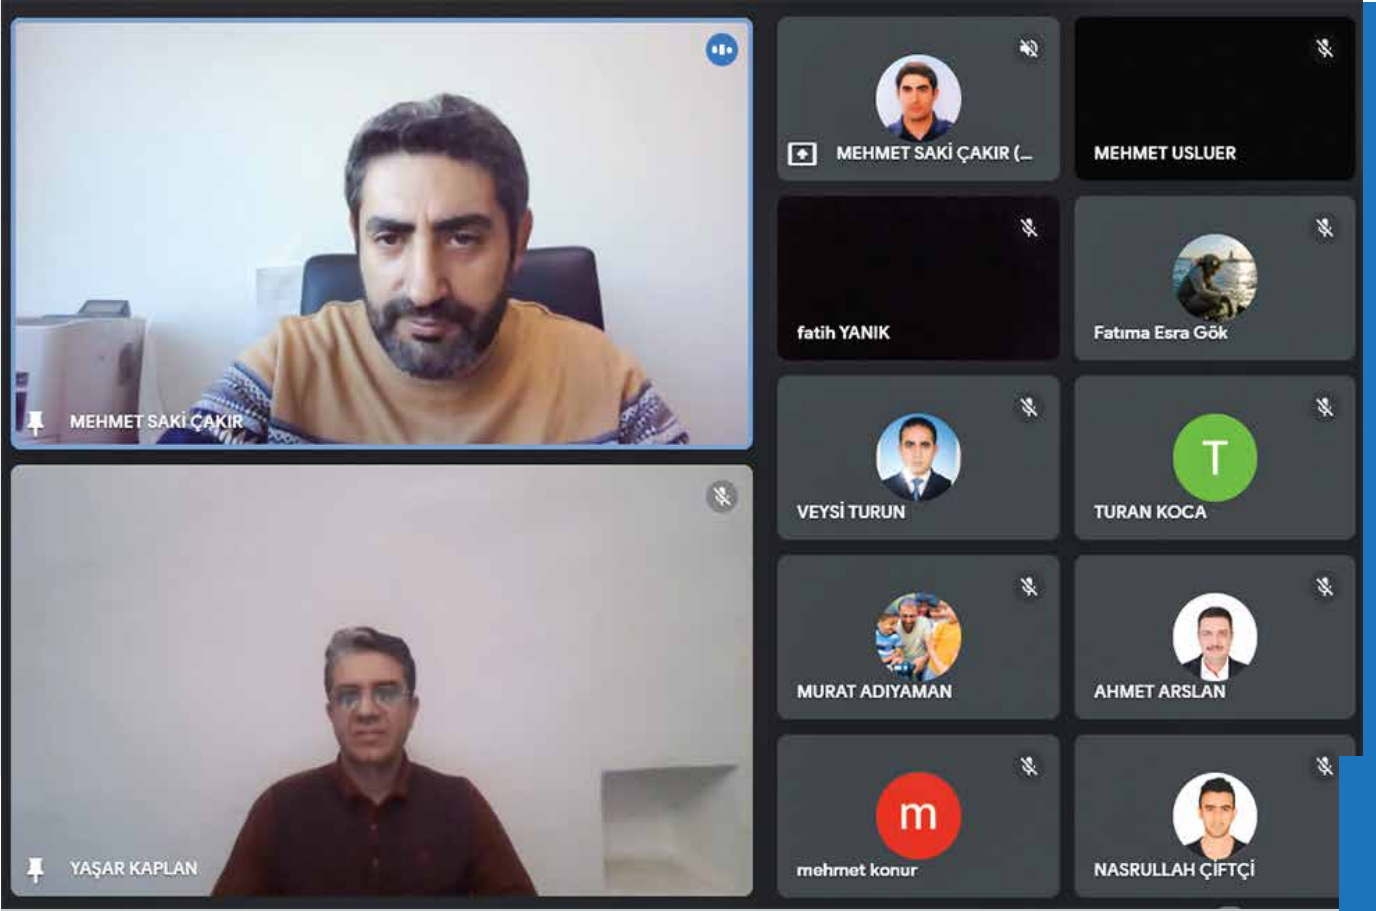 MEHMET SAKİ ÇAKIR
YAŞAR KAPLAN
MEHMET SAKİ ÇAKIR (...
MEHMET USLUER
fatih YANIK
Fatıma Esra Gök
VEYSİ TURUN
T
TURAN KOCA
MURAT ADIYAMAN
AHMET ARSLAN
m
mehmet konur
NASRULLAH ÇİFTÇİ